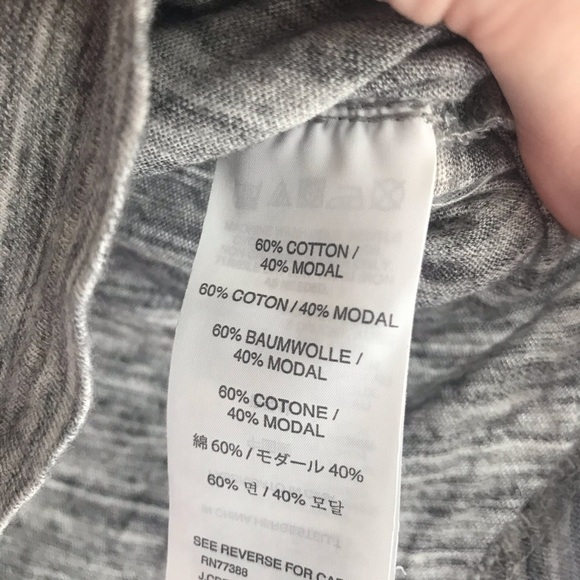 60% COTTON /
40% MODAL
60% COTON / 40% MODAL
60% BAUMWOLLE /
40% MODAL
60% COTONE /
40% MODAL
綿 60% / モダール 40%
60% 면 / 40% 모달
SEE REVERSE FOR
RN77388